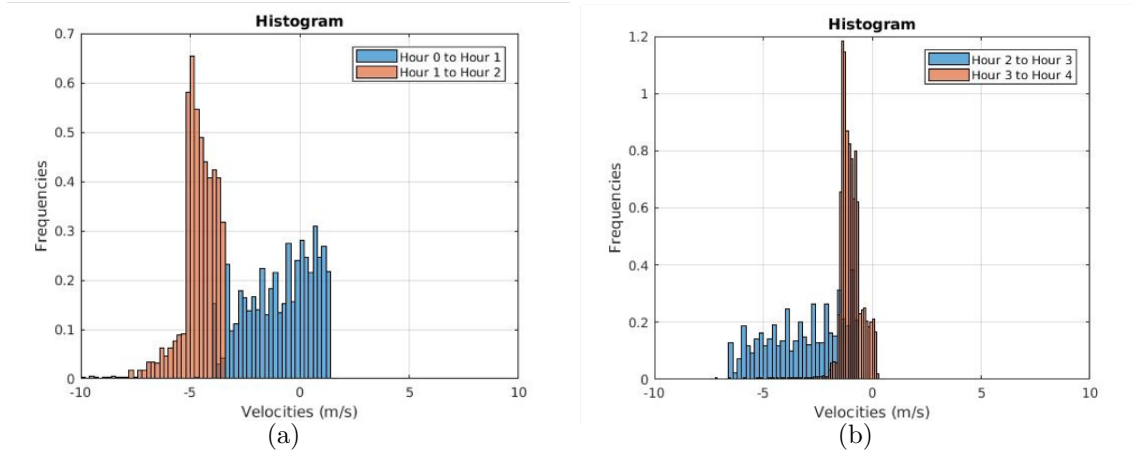 Histogram
0.7
0.6
0.5
0.4
0.3
0.2
0.1
0
Frequencies
Hour 0 to Hour 1
Hour 1 to Hour 2
-10 -5 0 5 10
Velocities (m/s)
(a)
Histogram
1.2
1
0.8
0.6
0.4
0.2
0
Frequencies
Hour 2 to Hour 3
Hour 3 to Hour 4
-10 -5 0 5 10
Velocities (m/s)
(b)